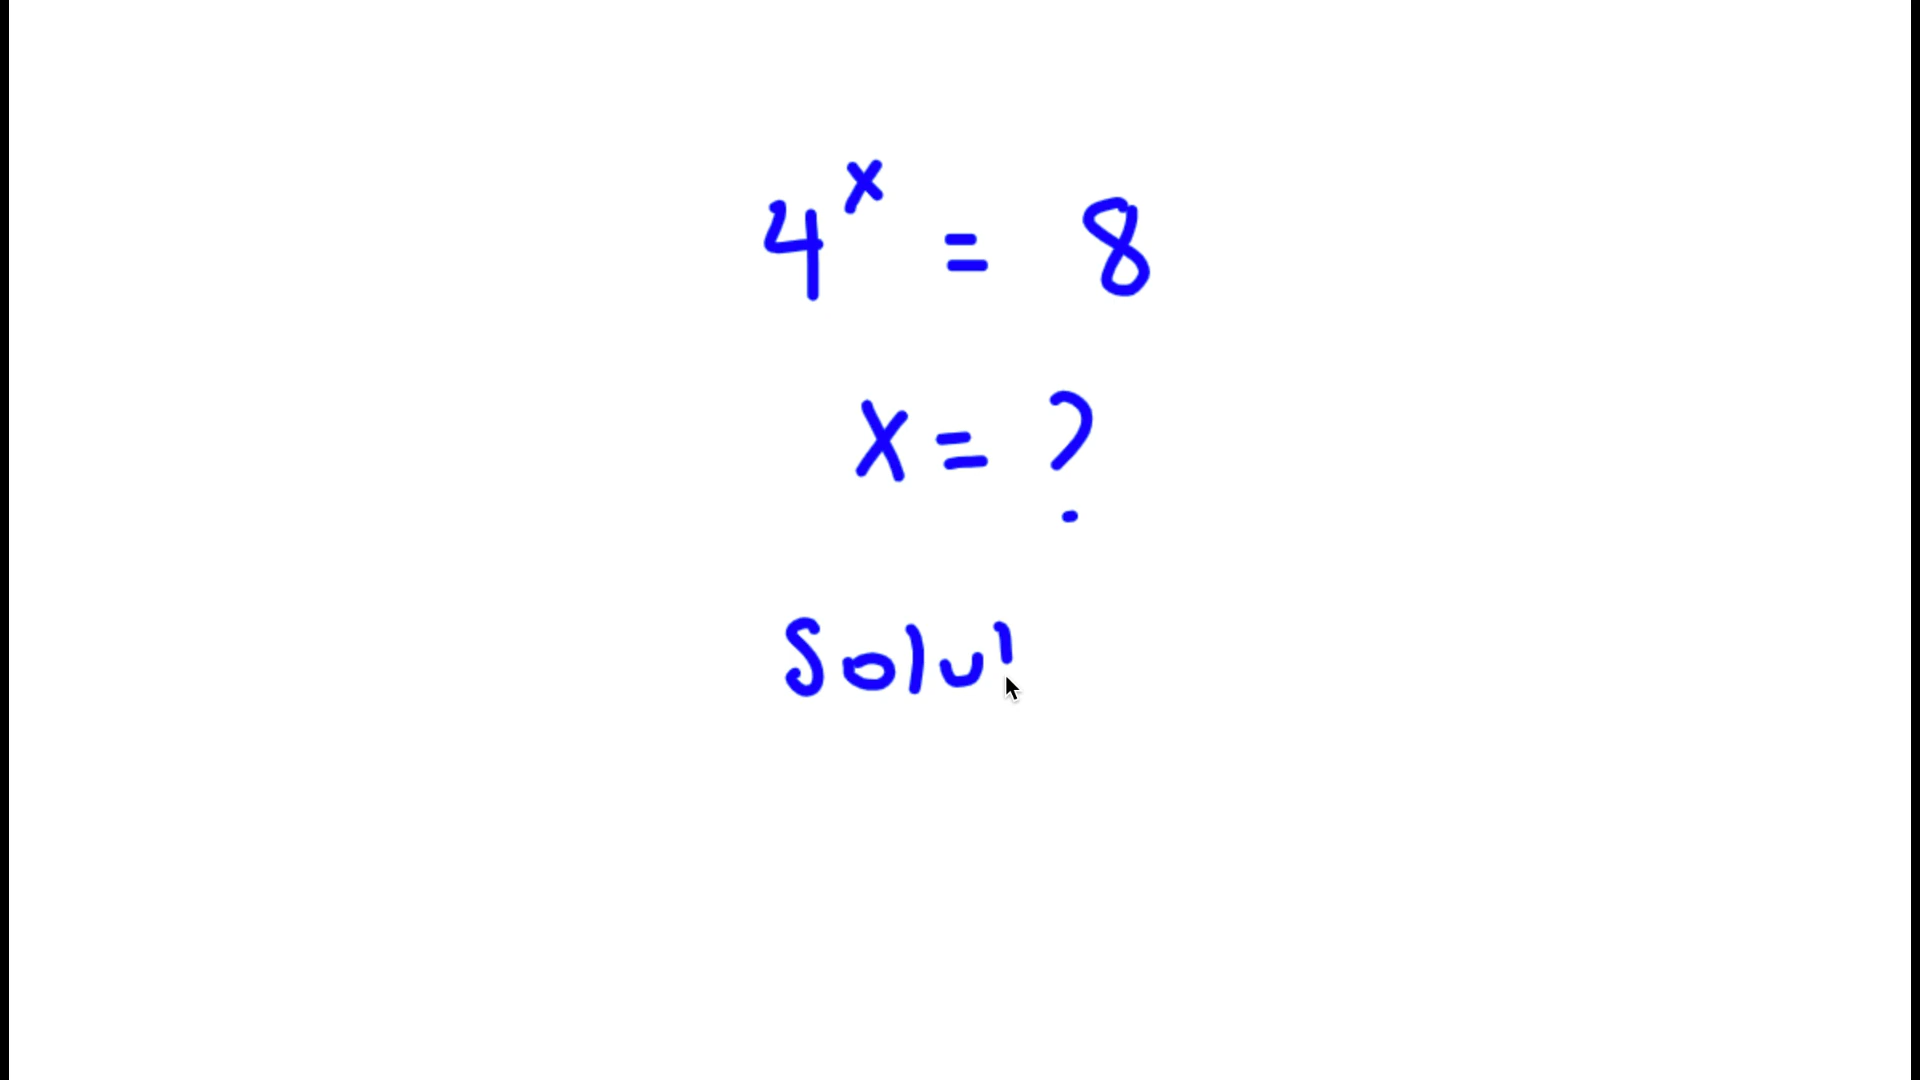 4^x = 8
x = ?
Solu